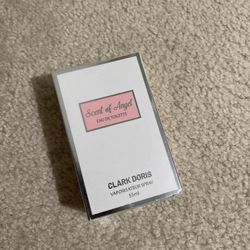 Scent of Angel
EAU DE TOILETTE
CLARK DORIS
VAPORISATEUR SPRAY
55ml